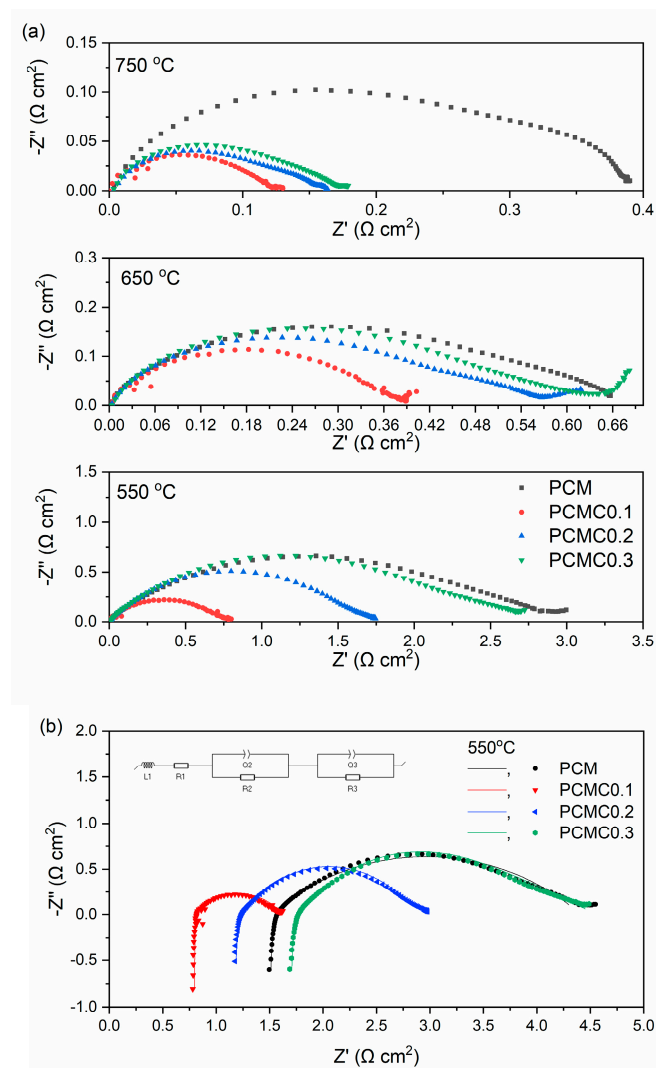 (a)
750 °C
-Z'' (Ω cm²)
0.15
0.10
0.05
0.00
0.0 0.1 0.2 0.3 0.4
Z' (Ω cm²)
650 °C
-Z'' (Ω cm²)
0.3
0.2
0.1
0.0
0.00 0.06 0.12 0.18 0.24 0.30 0.36 0.42 0.48 0.54 0.60 0.66
Z' (Ω cm²)
550 °C
-Z'' (Ω cm²)
1.5
1.0
0.5
0.0
PCM
PCMC0.1
PCMC0.2
PCMC0.3
0.0 0.5 1.0 1.5 2.0 2.5 3.0 3.5
Z' (Ω cm²)
(b)
-Z'' (Ω cm²)
2.0
1.5
1.0
0.5
0.0
-0.5
-1.0
L1 R1 Q2 R2 Q3 R3
550°C
, PCM
, PCMC0.1
, PCMC0.2
, PCMC0.3
0.0 0.5 1.0 1.5 2.0 2.5 3.0 3.5 4.0 4.5 5.0
Z' (Ω cm²)